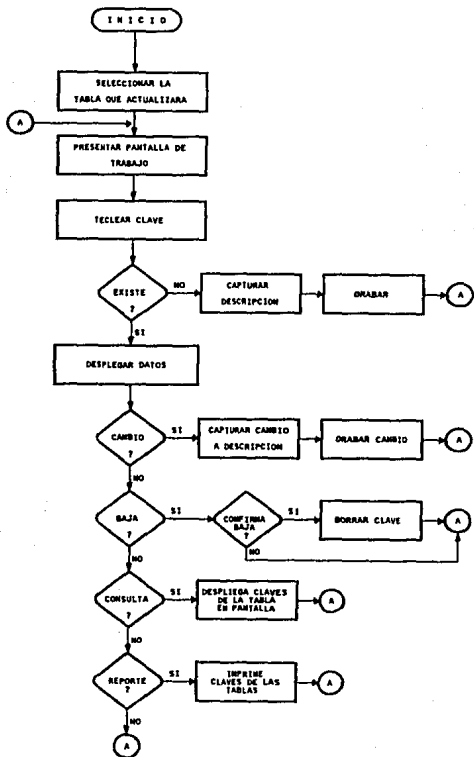 I N I C I O
SELECCIONAR LA
TABLA QUE ACTUALIZARA
A
PRESENTAR PANTALLA DE
TRABAJO
TECLEAR CLAVE
EXISTE
?
NO
CAPTURAR
DESCRIPCION
GRABAR
A
SI
DESPLEGAR DATOS
CAMBIO
?
SI
CAPTURAR CAMBIO
A DESCRIPCION
GRABAR CAMBIO
A
NO
BAJA
?
SI
CONFIRMA
BAJA
?
SI
BORRAR CLAVE
A
NO
NO
CONSULTA
?
SI
DESPLIEGA CLAVES
DE LA TABLA
EN PANTALLA
A
NO
REPORTE
?
SI
IMPRIME
CLAVES DE LAS
TABLAS
A
NO
A